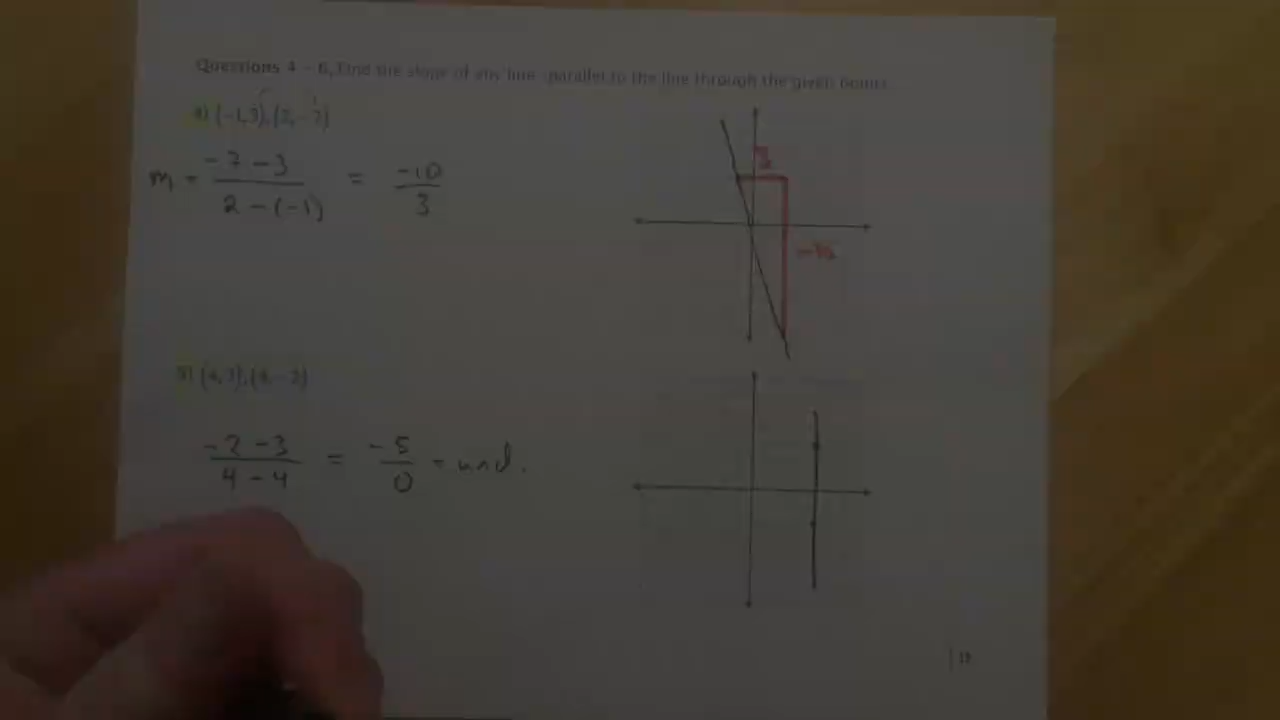 Questions 4 – 6, Find the slope of any line parallel to the line through the given points.
4) (−1,3), (2, −7)
m = -7 - 3 / 2 - (-1) = -10 / 3
3
5) (4, 3), (4, − 2)
-2 - 3 / 4 - 4 = -5 / 0 = und.